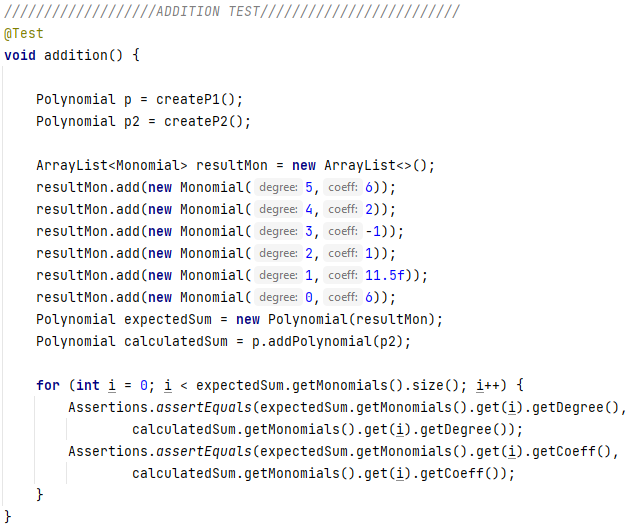 ///////////////////ADDITION TEST/////////////////////////
@Test
void addition() {
Polynomial p = createP1();
Polynomial p2 = createP2();
ArrayList<Monomial> resultMon = new ArrayList<>();
resultMon.add(new Monomial( degree: 5, coeff: 6));
resultMon.add(new Monomial( degree: 4, coeff: 2));
resultMon.add(new Monomial( degree: 3, coeff: -1));
resultMon.add(new Monomial( degree: 2, coeff: 1));
resultMon.add(new Monomial( degree: 1, coeff: 11.5f));
resultMon.add(new Monomial( degree: 0, coeff: 6));
Polynomial expectedSum = new Polynomial(resultMon);
Polynomial calculatedSum = p.addPolynomial(p2);
for (int i = 0; i < expectedSum.getMonomials().size(); i++) {
Assertions.assertEquals(expectedSum.getMonomials().get(i).getDegree(),
calculatedSum.getMonomials().get(i).getDegree());
Assertions.assertEquals(expectedSum.getMonomials().get(i).getCoeff(),
calculatedSum.getMonomials().get(i).getCoeff());
}
}